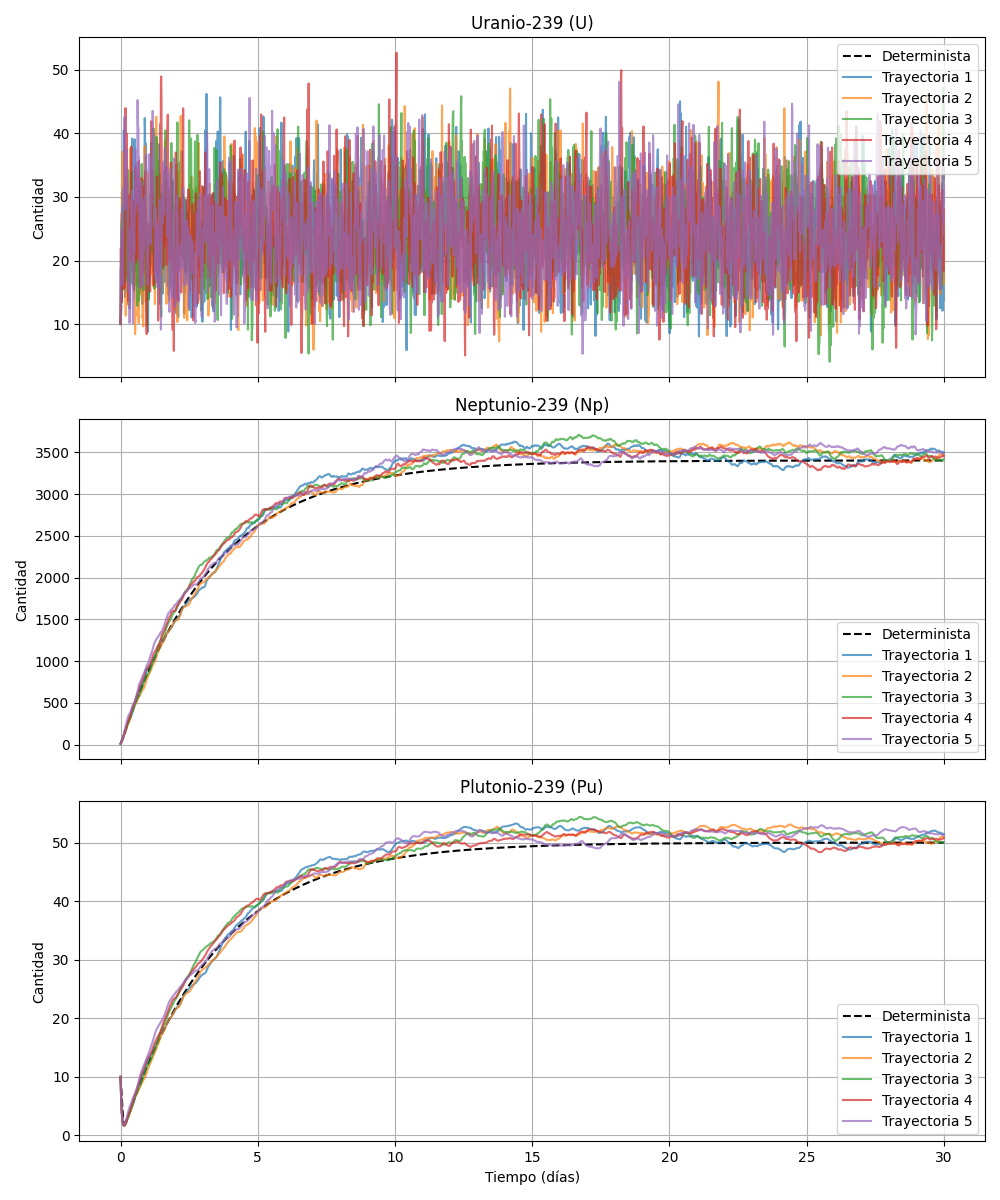 Uranio-239 (U)
Cantidad
50
40
30
20
10
Determinista
Trayectoria 1
Trayectoria 2
Trayectoria 3
Trayectoria 4
Trayectoria 5
Neptunio-239 (Np)
Cantidad
3500
3000
2500
2000
1500
1000
500
0
Determinista
Trayectoria 1
Trayectoria 2
Trayectoria 3
Trayectoria 4
Trayectoria 5
Plutonio-239 (Pu)
Cantidad
50
40
30
20
10
0
Determinista
Trayectoria 1
Trayectoria 2
Trayectoria 3
Trayectoria 4
Trayectoria 5
0 5 10 15 20 25 30
Tiempo (días)